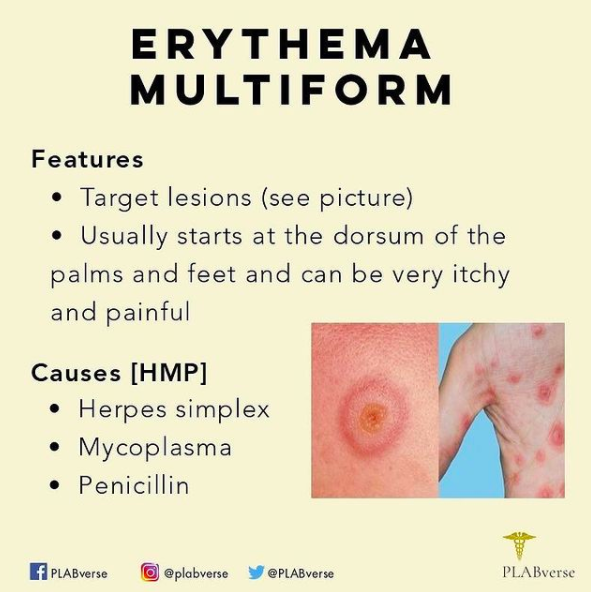 ERYTHEMA
MULTIFORM
Features
• Target lesions (see picture)
• Usually starts at the dorsum of the
palms and feet and can be very itchy
and painful
Causes [HMP]
• Herpes simplex
• Mycoplasma
• Penicillin
PLABverse @plabverse @PLABverse
PLABverse